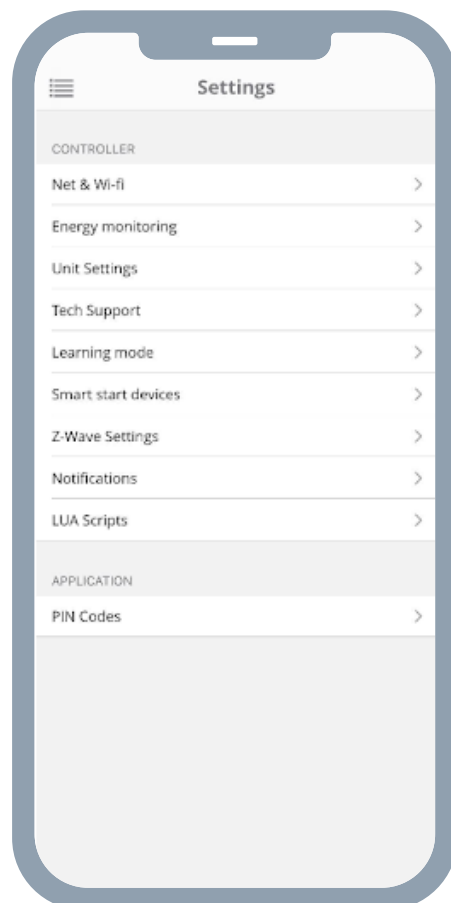 Settings
CONTROLLER
Net & Wi-fi
Energy monitoring
Unit Settings
Tech Support
Learning mode
Smart start devices
Z-Wave Settings
Notifications
LUA Scripts
APPLICATION
PIN Codes